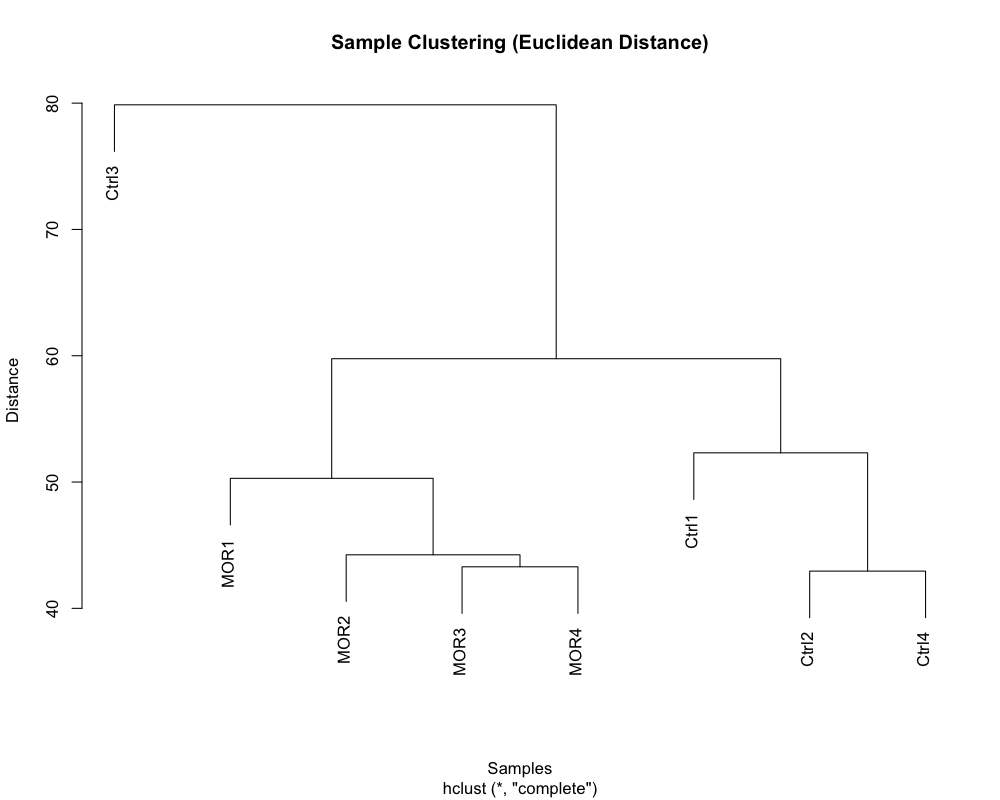 Sample Clustering (Euclidean Distance)
80
70
60
50
40
Distance
Ctrl3
MOR1
MOR2
MOR3
MOR4
Ctrl1
Ctrl2
Ctrl4
Samples
hclust (*, "complete")